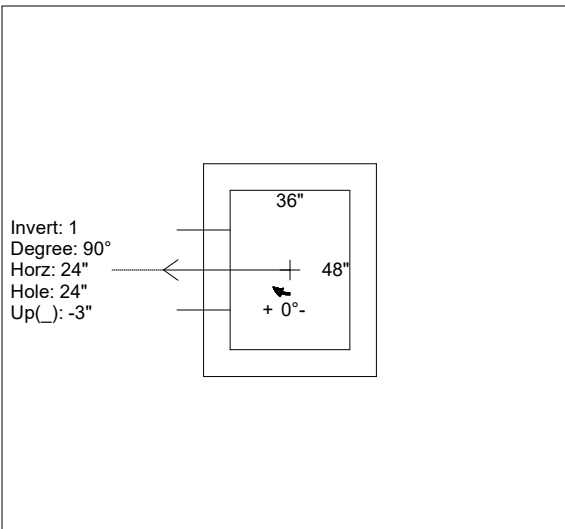 36"
Invert: 1
Degree: 90°
Horz: 24"
Hole: 24"
Up(_): -3"
48"
+ 0°-